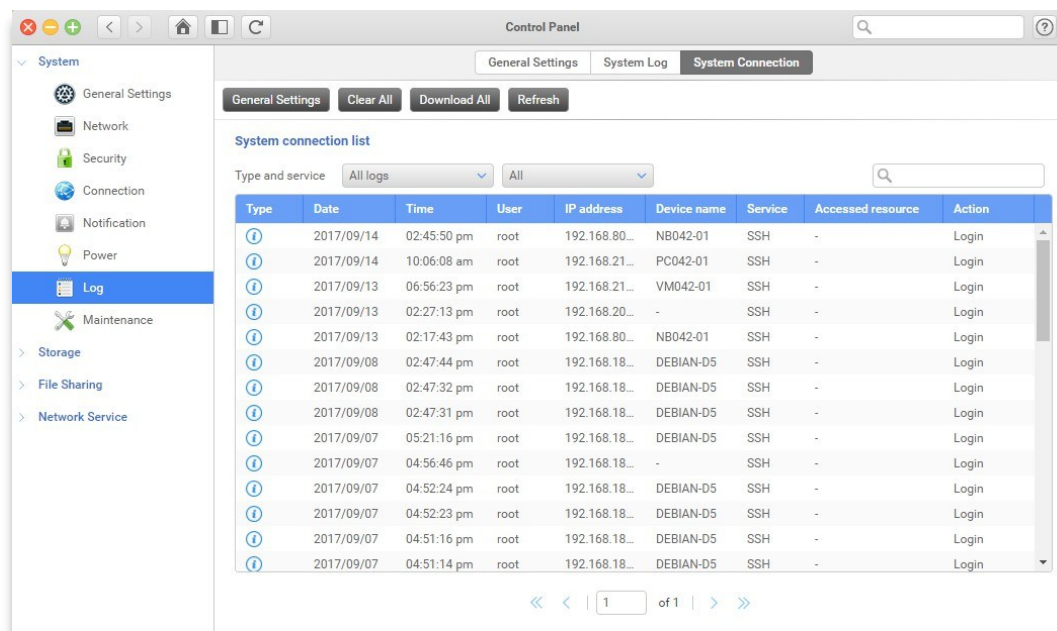 Control Panel
System
General Settings
Network
Security
Connection
Notification
Power
Log
Maintenance
Storage
File Sharing
Network Service
General Settings System Log System Connection
General Settings Clear All Download All Refresh
System connection list
Type and service All logs All
Type Date Time User IP address Device name Service Accessed resource Action
2017/09/14 02:45:50 pm root 192.168.80... NB042-01 SSH - Login
2017/09/14 10:06:08 am root 192.168.21... PC042-01 SSH - Login
2017/09/13 06:56:23 pm root 192.168.21... VM042-01 SSH - Login
2017/09/13 02:27:13 pm root 192.168.20... - SSH - Login
2017/09/13 02:17:43 pm root 192.168.80... NB042-01 SSH - Login
2017/09/08 02:47:44 pm root 192.168.18... DEBIAN-D5 SSH - Login
2017/09/08 02:47:32 pm root 192.168.18... DEBIAN-D5 SSH - Login
2017/09/08 02:47:31 pm root 192.168.18... DEBIAN-D5 SSH - Login
2017/09/07 05:21:16 pm root 192.168.18... DEBIAN-D5 SSH - Login
2017/09/07 04:56:46 pm root 192.168.18... - SSH - Login
2017/09/07 04:52:24 pm root 192.168.18... DEBIAN-D5 SSH - Login
2017/09/07 04:52:23 pm root 192.168.18... DEBIAN-D5 SSH - Login
2017/09/07 04:51:16 pm root 192.168.18... DEBIAN-D5 SSH - Login
2017/09/07 04:51:14 pm root 192.168.18... DEBIAN-D5 SSH - Login
1 of 1